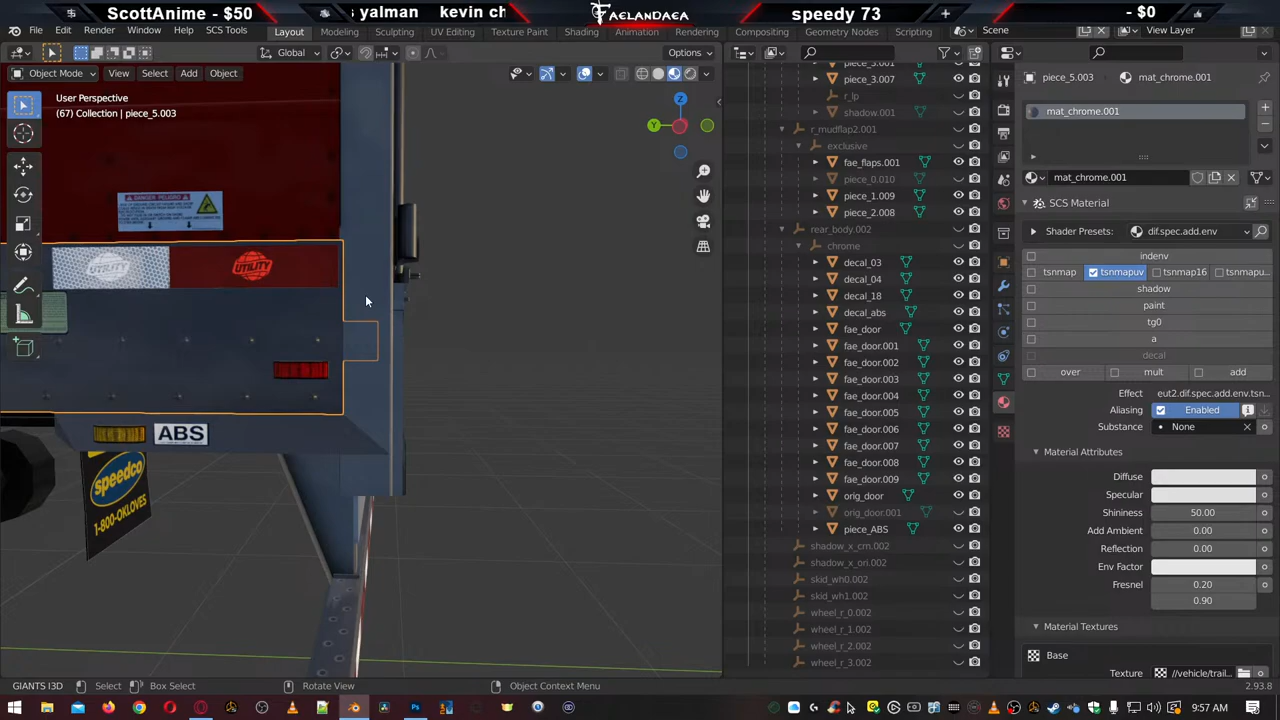 ScottAnime - $50
s yalman kevin ch
FAELANDAEA
speedy 73
- $0
File Edit Render Window Help SCS Tools
Layout Modeling Sculpting UV Editing Texture Paint Shading Animation Rendering Compositing Geometry Nodes Scripting
Scene
View Layer
Global
Options
Object Mode View Select Add Object
User Perspective
(67) Collection | piece_5.003
Z
Y
DANGER PELIGRO
UTILITY UTILITY
ABS
speedco
1-800-OKLOVES
piece_3.007
r_lp
shadow.001
r_mudflap2.001
exclusive
fae_flaps.001
piece_0.010
piece_1.009
piece_2.008
rear_body.002
chrome
decal_03
decal_04
decal_18
decal_abs
fae_door
fae_door.001
fae_door.002
fae_door.003
fae_door.004
fae_door.005
fae_door.006
fae_door.007
fae_door.008
fae_door.009
orig_door
orig_door.001
piece_ABS
shadow_x_crn.002
shadow_x_ori.002
skid_wh0.002
skid_wh1.002
wheel_r_0.002
wheel_r_1.002
wheel_r_2.002
wheel_r_3.002
piece_5.003 mat_chrome.001
mat_chrome.001
mat_chrome.001
SCS Material
Shader Presets: dif.spec.add.env
indenv
tsnmap tsnmapuv tsnmap16 tsnmapu...
shadow
paint
tg0
a
decal
over mult add
Effect eut2.dif.spec.add.env.tsn...
Aliasing Enabled
Substance None
Material Attributes
Diffuse
Specular
Shininess 50.00
Add Ambient 0.00
Reflection 0.00
Env Factor
Fresnel 0.20
0.90
Material Textures
Base
Texture //vehicle/trail...
GIANTS I3D Select Box Select Rotate View Object Context Menu
2.93.8
9:57 AM